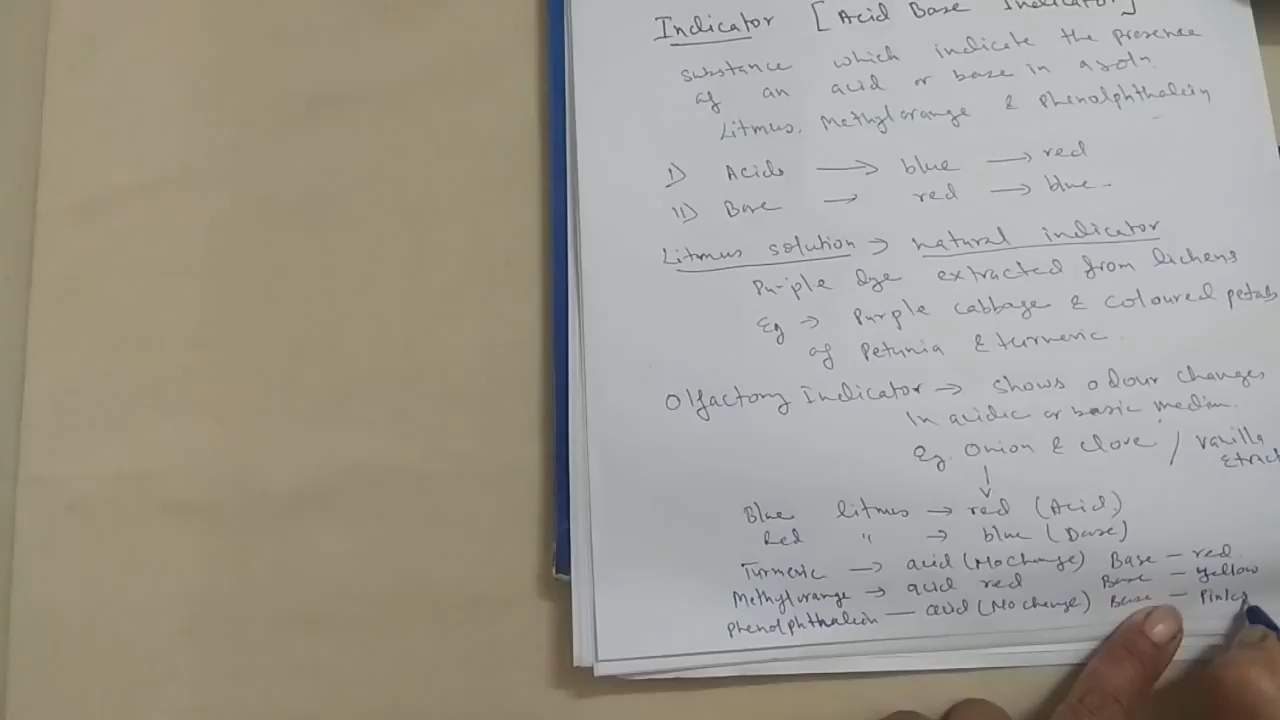 Indicator [Acid Base Indicator]
substance which indicate the presence
of an acid or base in a soln.
Litmus, Methyl orange & Phenolphthalein
I) Acids → blue → red
II) Base → red → blue
Litmus solution → natural indicator
Purple dye extracted from lichens
Eg → Purple cabbage & coloured petals
of Petunia & turmeric
Olfactory Indicator → shows odour changes
In acidic or basic medium.
Eg. Onion & clove / vanilla
↓
Blue litmus → red (Acid)
Red " → blue (Base)
Turmeric → acid (No change) Base - red
Methyl orange → acid red Base - yellow
Phenolphthalein — acid (No change) Base - Pink